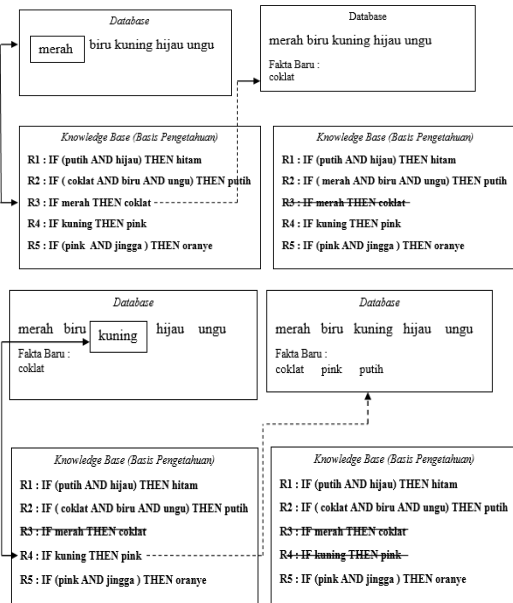 Database
merah biru kuning hijau ungu
Database
merah biru kuning hijau ungu
Fakta Baru :
coklat
Knowledge Base (Basis Pengetahuan)
R1 : IF (putih AND hijau) THEN hitam
R2 : IF ( coklat AND biru AND ungu) THEN putih
R3 : IF merah THEN coklat
R4 : IF kuning THEN pink
R5 : IF (pink AND jingga ) THEN oranye
Knowledge Base (Basis Pengetahuan)
R1 : IF (putih AND hijau) THEN hitam
R2 : IF ( merah AND biru AND ungu) THEN putih
R3 : IF merah THEN coklat
R4 : IF kuning THEN pink
R5 : IF (pink AND jingga ) THEN oranye
Database
merah biru kuning hijau ungu
Fakta Baru :
coklat
Database
merah biru kuning hijau ungu
Fakta Baru :
coklat pink putih
Knowledge Base (Basis Pengetahuan)
R1 : IF (putih AND hijau) THEN hitam
R2 : IF ( coklat AND biru AND ungu) THEN putih
R3 : IF merah THEN coklat
R4 : IF kuning THEN pink
R5 : IF (pink AND jingga ) THEN oranye
Knowledge Base (Basis Pengetahuan)
R1 : IF (putih AND hijau) THEN hitam
R2 : IF ( coklat AND biru AND ungu) THEN putih
R3 : IF merah THEN coklat
R4 : IF kuning THEN pink
R5 : IF (pink AND jingga ) THEN oranye